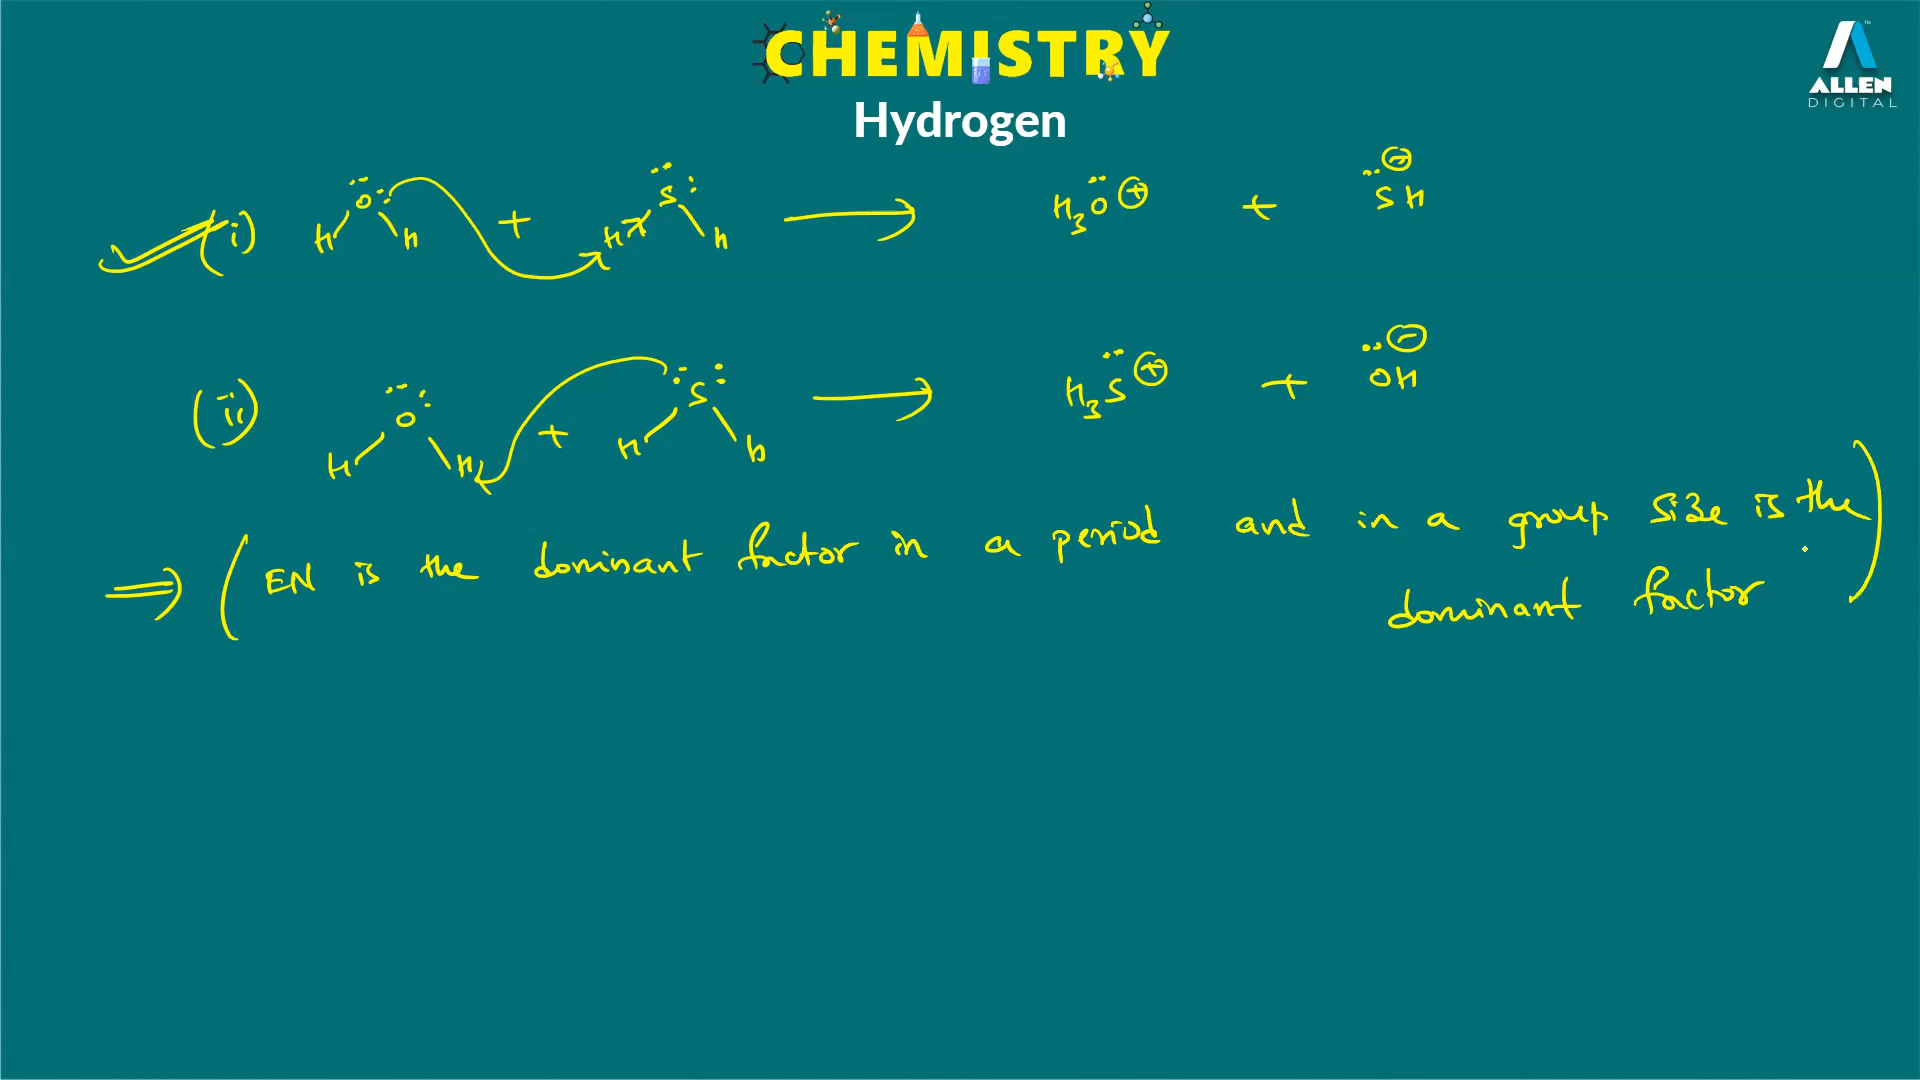 CHEMISTRY
ALLEN
DIGITAL
Hydrogen
(i) H O H + H S H → H₃O⊕ + SH⊖
(ii) H O H + H S H → H₃S⊕ + OH⊖
⇒ (EN is the dominant factor in a period and in a group size is the
dominant factor)